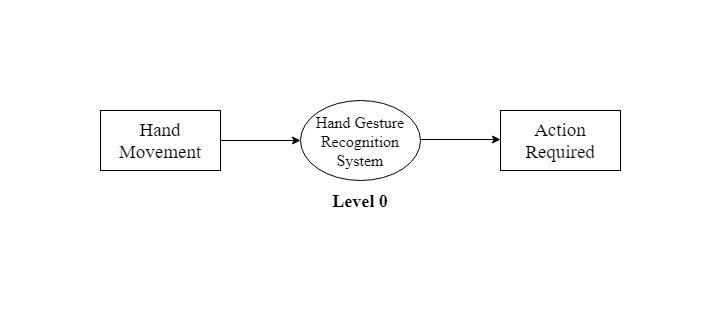 Hand
Movement
Hand Gesture
Recognition
System
Action
Required
Level 0